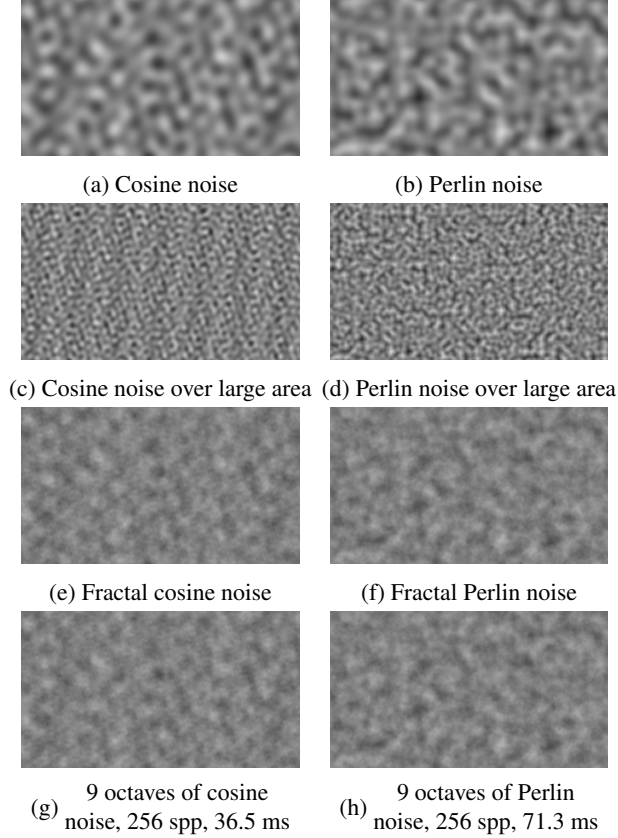 (a) Cosine noise
(b) Perlin noise
(c) Cosine noise over large area
(d) Perlin noise over large area
(e) Fractal cosine noise
(f) Fractal Perlin noise
(g) 9 octaves of cosine
noise, 256 spp, 36.5 ms
(h) 9 octaves of Perlin
noise, 256 spp, 71.3 ms